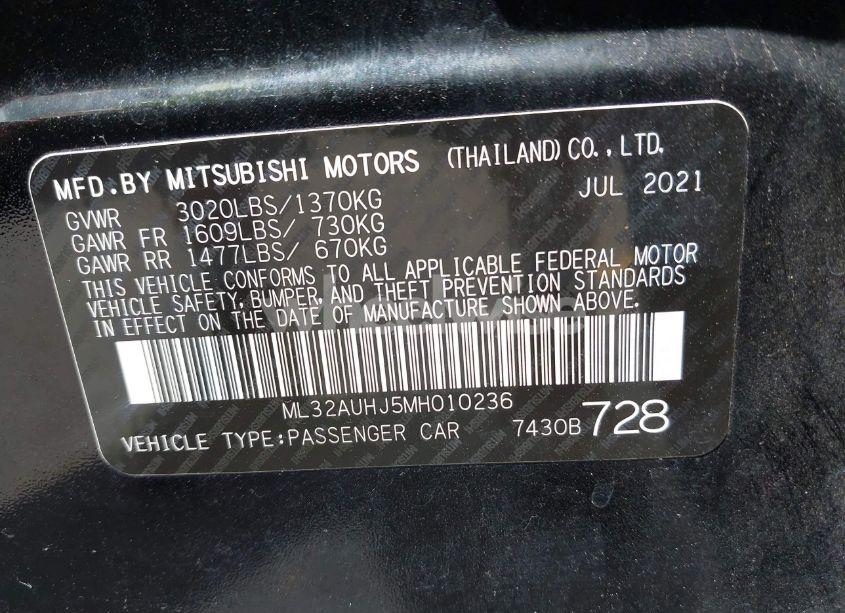 MFD.BY MITSUBISHI MOTORS (THAILAND)CO.,LTD.
GVWR 3020LBS/1370KG JUL 2021
GAWR FR 1609LBS/ 730KG
GAWR RR 1477LBS/ 670KG
THIS VEHICLE CONFORMS TO ALL APPLICABLE FEDERAL MOTOR
VEHICLE SAFETY, BUMPER, AND THEFT PREVENTION STANDARDS
IN EFFECT ON THE DATE OF MANUFACTURE SHOWN ABOVE.
ML32AUHJ5MH010236
VEHICLE TYPE:PASSENGER CAR 7430B 728